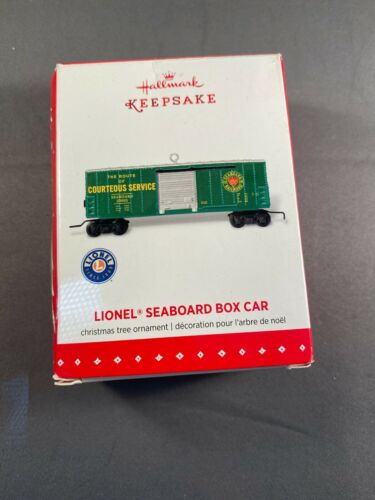 Hallmark
KEEPSAKE
THE ROUTE
OF
COURTEOUS SERVICE
SEABOARD
LIONEL
LIONEL® SEABOARD BOX CAR
christmas tree ornament | décoration pour l'arbre de noël